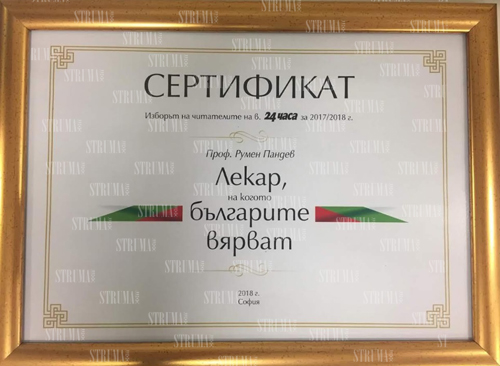 СЕРТИФИКАТ
Изборът на читателите на в. 24 часа за 2017/2018 г.
Проф. Румен Пандев
Лекар,
на когото
българите
вярват
2018 г.
София
STRUMA